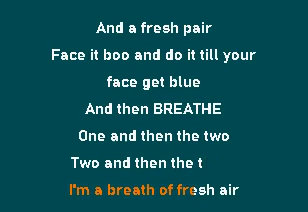 And a fresh pair
Face it boo and do it till your
face get blue
And then BREATHE
One and then the two
Two and then the t
I'm a breath of fresh air